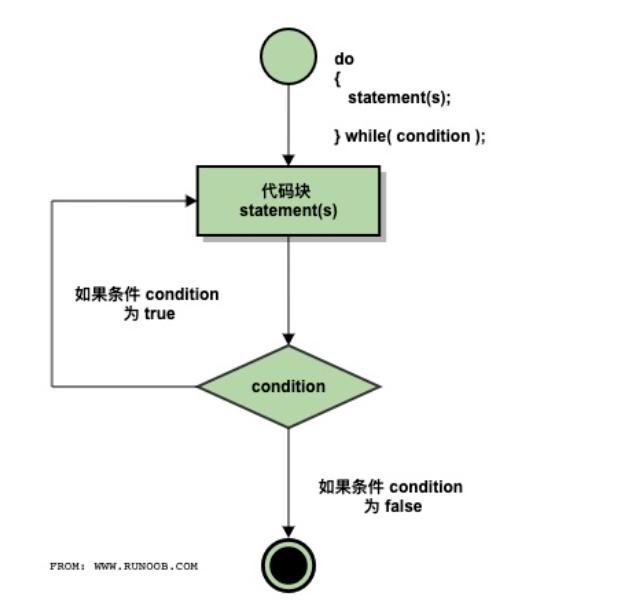 do
{
statement(s);
} while( condition );
代码块
statement(s)
如果条件 condition
为 true
condition
如果条件 condition
为 false
FROM: WWW.RUNOOB.COM